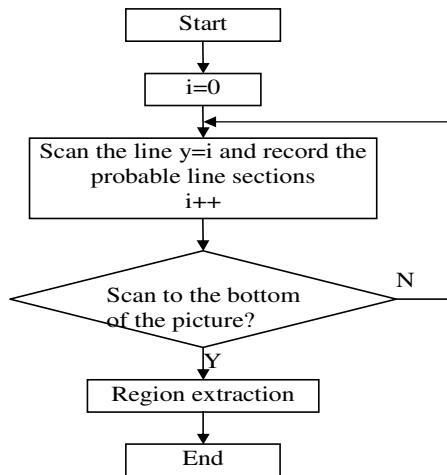 Start
i=0
Scan the line y=i and record the
probable line sections
i++
Scan to the bottom
of the picture?
N
Y
Region extraction
End